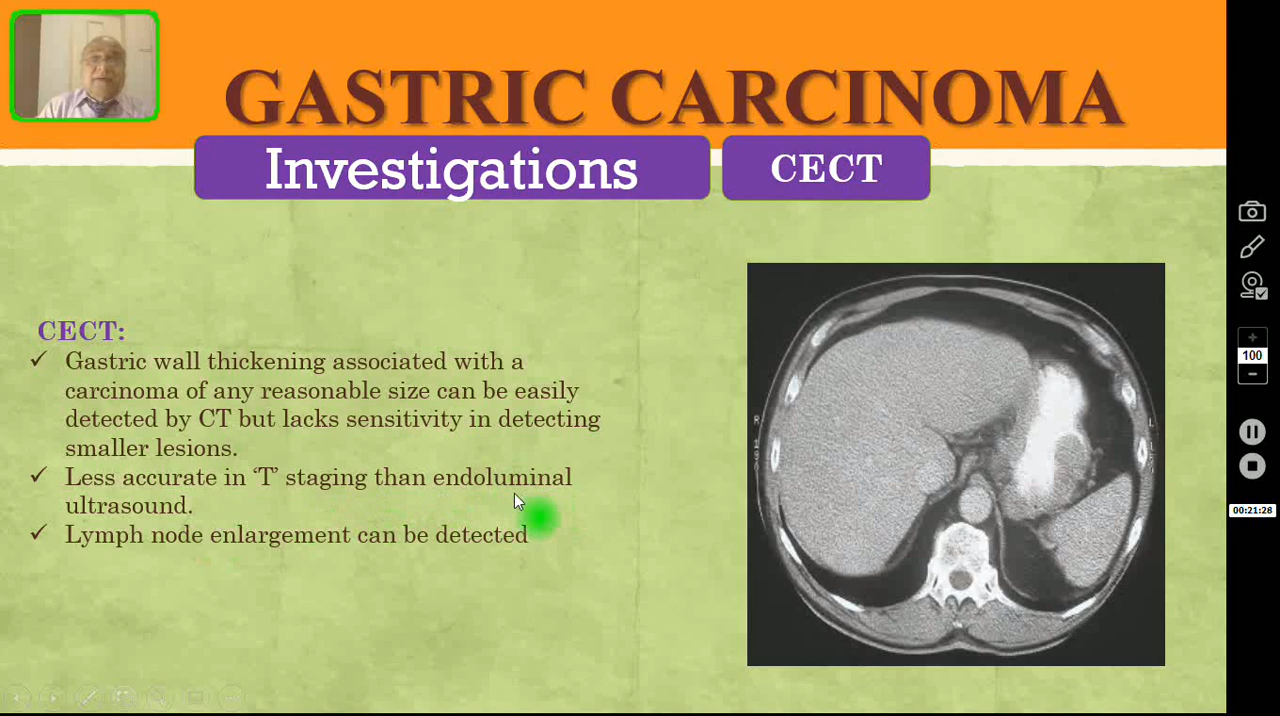 GASTRIC CARCINOMA
Investigations
CECT
CECT:
✓ Gastric wall thickening associated with a
carcinoma of any reasonable size can be easily
detected by CT but lacks sensitivity in detecting
smaller lesions.
✓ Less accurate in ‘T’ staging than endoluminal
ultrasound.
✓ Lymph node enlargement can be detected
R
L
100
00:21:28